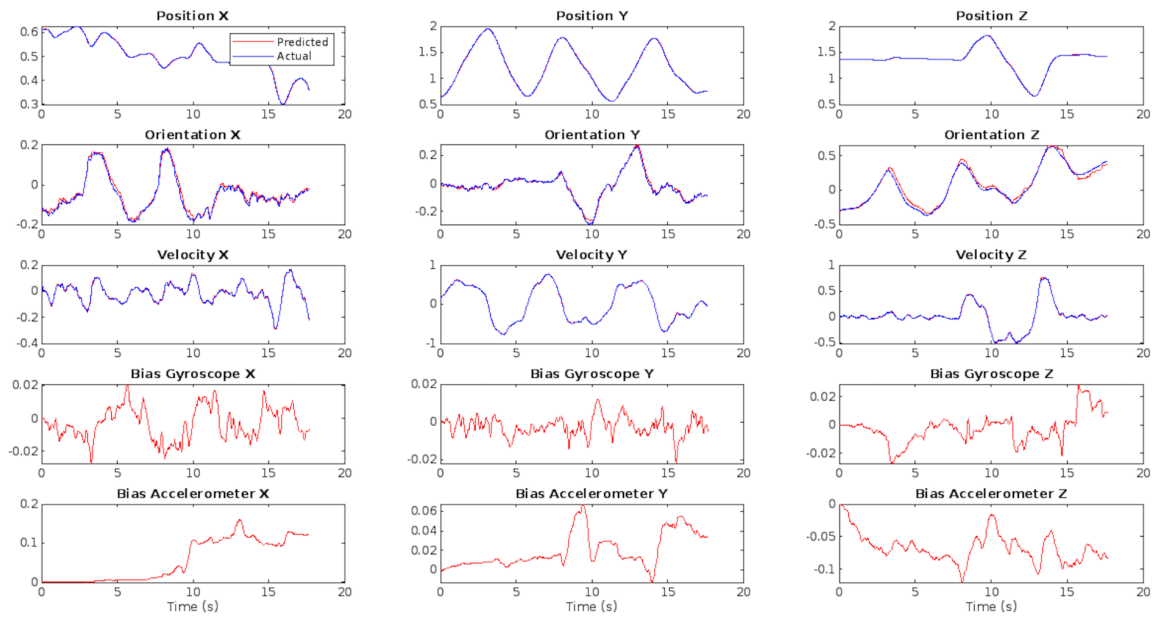 Position X
Position Y
Position Z
0.6
0.5
0.4
0.3
Predicted
Actual
0 5 10 15 20
2
1.5
1
0.5
0 5 10 15 20
2
1.5
1
0.5
0 5 10 15 20
Orientation X
Orientation Y
Orientation Z
0.2
0
-0.2
0 5 10 15 20
0.2
0
-0.2
0 5 10 15 20
0.5
0
-0.5
0 5 10 15 20
Velocity X
Velocity Y
Velocity Z
0.2
0
-0.2
-0.4
0 5 10 15 20
1
0
-1
0 5 10 15 20
0.5
0
-0.5
0 5 10 15 20
Bias Gyroscope X
Bias Gyroscope Y
Bias Gyroscope Z
0.02
0
-0.02
0 5 10 15 20
0.02
0
-0.02
0 5 10 15 20
0.02
0
-0.02
0 5 10 15 20
Bias Accelerometer X
Bias Accelerometer Y
Bias Accelerometer Z
0.2
0.1
0
0 5 10 15 20
Time (s)
0.06
0.04
0.02
0
0 5 10 15 20
Time (s)
0
-0.05
-0.1
0 5 10 15 20
Time (s)